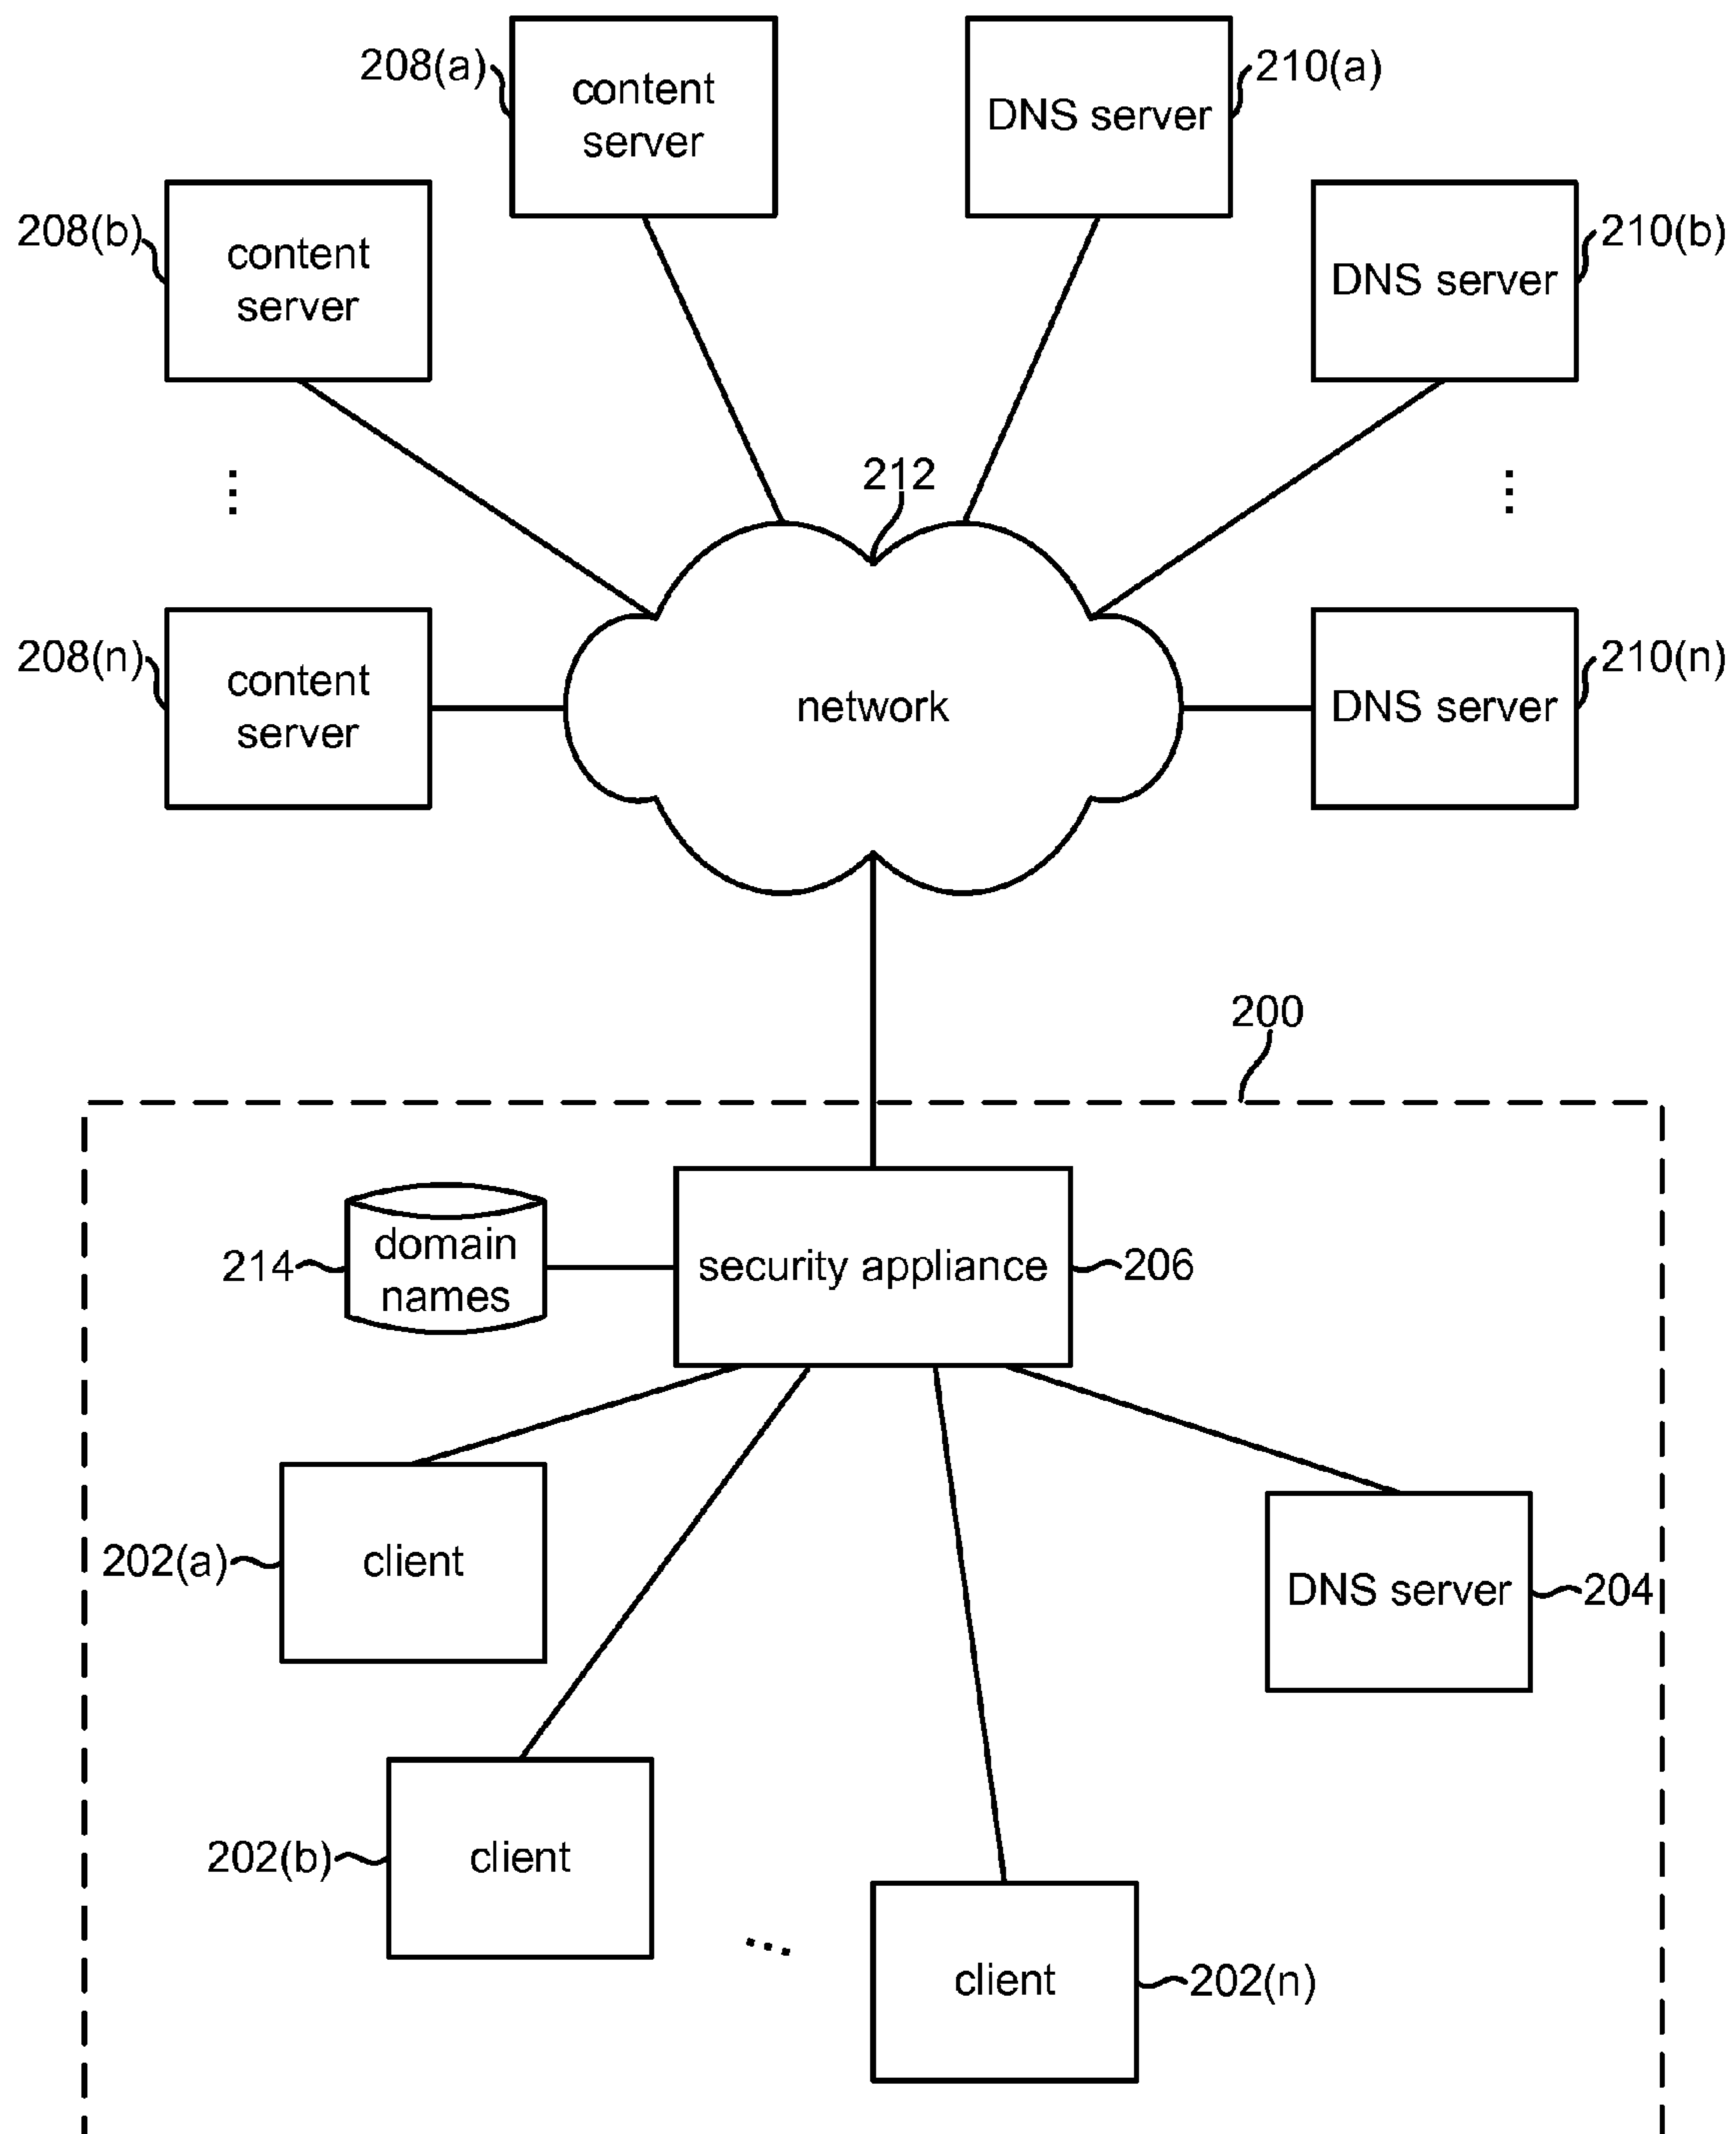 208(a)
content
server
DNS server
210(a)
208(b)
content
server
DNS server
210(b)
⋮
212
⋮
208(n)
content
server
network
DNS server
210(n)
200
214
domain
names
security appliance
206
202(a)
client
DNS server
204
202(b)
client
...
client
202(n)